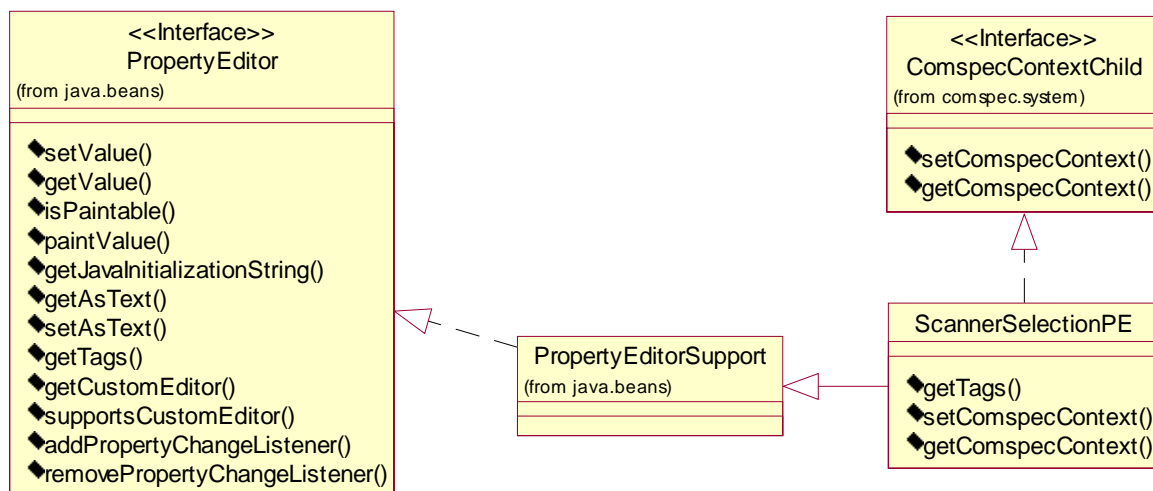 <<Interface>>
PropertyEditor
(from java.beans)
setValue()
getValue()
isPaintable()
paintValue()
getJavaInitializationString()
getAsText()
setAsText()
getTags()
getCustomEditor()
supportsCustomEditor()
addPropertyChangeListener()
removePropertyChangeListener()
PropertyEditorSupport
(from java.beans)
<<Interface>>
ComspecContextChild
(from comspec.system)
setComspecContext()
getComspecContext()
ScannerSelectionPE
getTags()
setComspecContext()
getComspecContext()